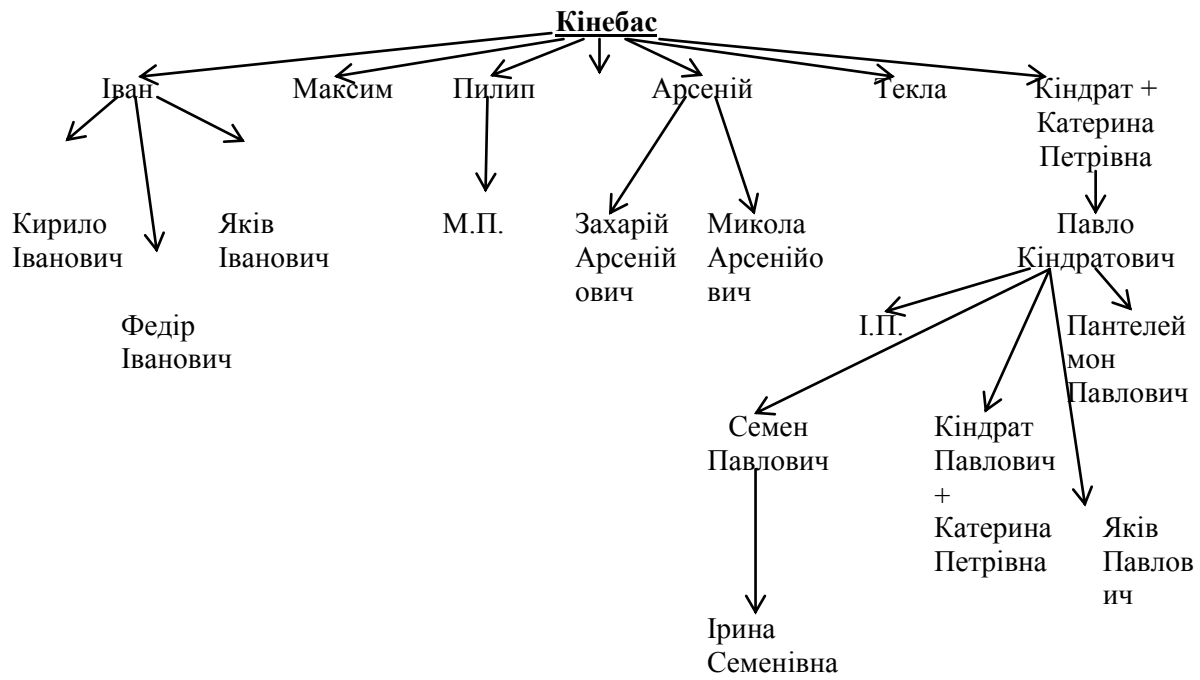 Кінебас
Іван
Максим
Пилип
Арсеній
Текла
Кіндрат +
Катерина
Петрівна
Кирило
Іванович
Яків
Іванович
Федір
Іванович
М.П.
Захарій
Арсеній
ович
Микола
Арсенійо
вич
Павло
Кіндратович
І.П.
Пантелей
мон
Павлович
Семен
Павлович
Кіндрат
Павлович
+
Катерина
Петрівна
Яків
Павлов
ич
Ірина
Семенівна